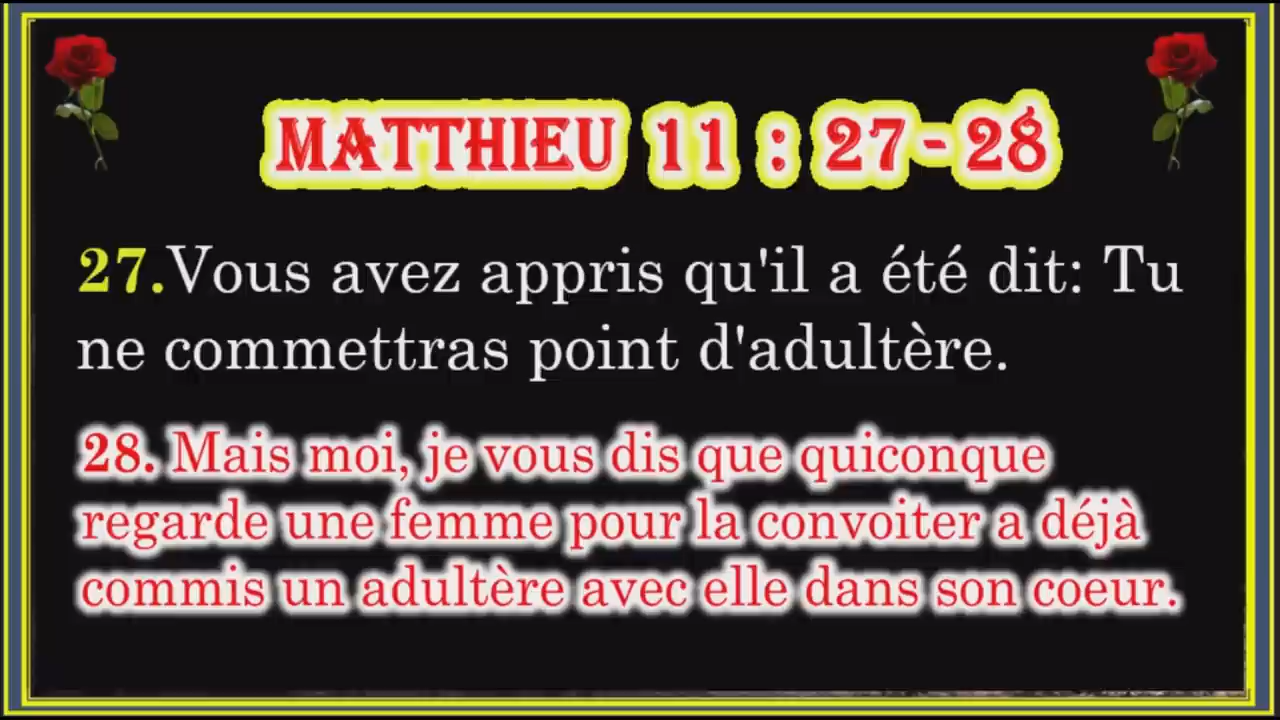 MATTHIEU 11 : 27-28
27.Vous avez appris qu'il a été dit: Tu
ne commettras point d'adultère.
28. Mais moi, je vous dis que quiconque
regarde une femme pour la convoiter a déjà
commis un adultère avec elle dans son coeur.